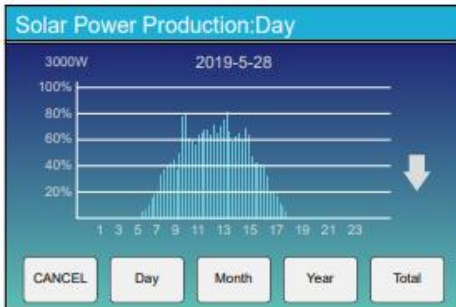 Solar Power Production:Day
3000W 2019-5-28
100%
80%
60%
40%
20%
1 3 5 7 9 11 13 15 17 19 21 23
CANCEL Day Month Year Total